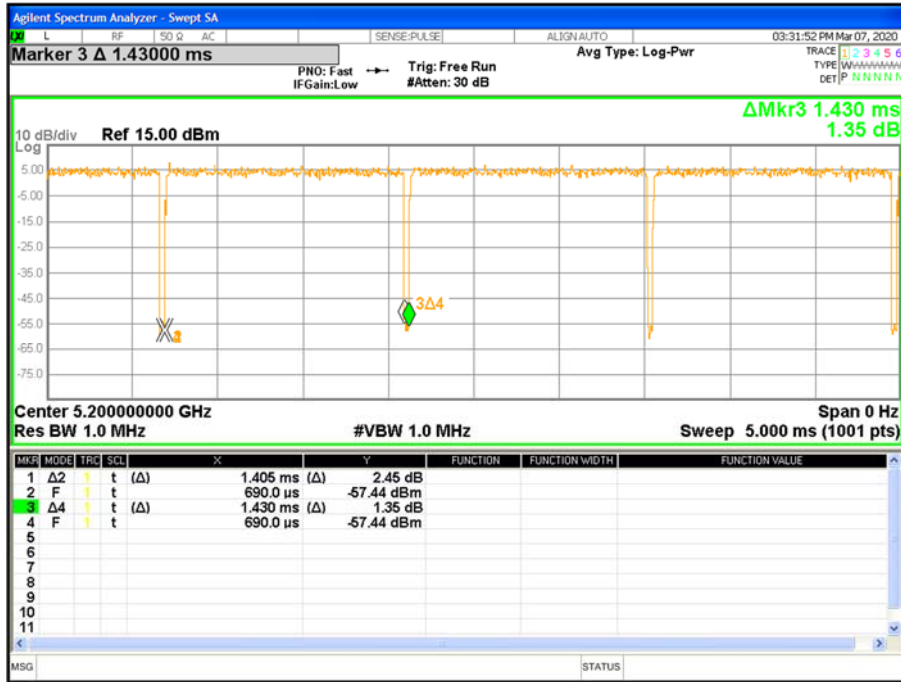 Agilent Spectrum Analyzer - Swept SA
LXI L RF 50 Ω AC SENSE:PULSE ALIGN AUTO 03:31:52 PM Mar 07, 2020
Marker 3 Δ 1.43000 ms
PNO: Fast Trig: Free Run Avg Type: Log-Pwr TRACE 1 2 3 4 5 6
IFGain:Low #Atten: 30 dB TYPE W
DET P N N N N N
ΔMkr3 1.430 ms
10 dB/div Ref 15.00 dBm 1.35 dB
Log
5.00
-5.00
-15.0
-25.0
-35.0
-45.0
3Δ4
-55.0
-65.0
-75.0
Center 5.200000000 GHz Span 0 Hz
Res BW 1.0 MHz #VBW 1.0 MHz Sweep 5.000 ms (1001 pts)
MKR MODE TRC SCL X Y FUNCTION FUNCTION WIDTH FUNCTION VALUE
1 Δ2 1 t (Δ) 1.405 ms (Δ) 2.45 dB
2 F 1 t 690.0 µs -57.44 dBm
3 Δ4 1 t (Δ) 1.430 ms (Δ) 1.35 dB
4 F 1 t 690.0 µs -57.44 dBm
5
6
7
8
9
10
11
MSG STATUS